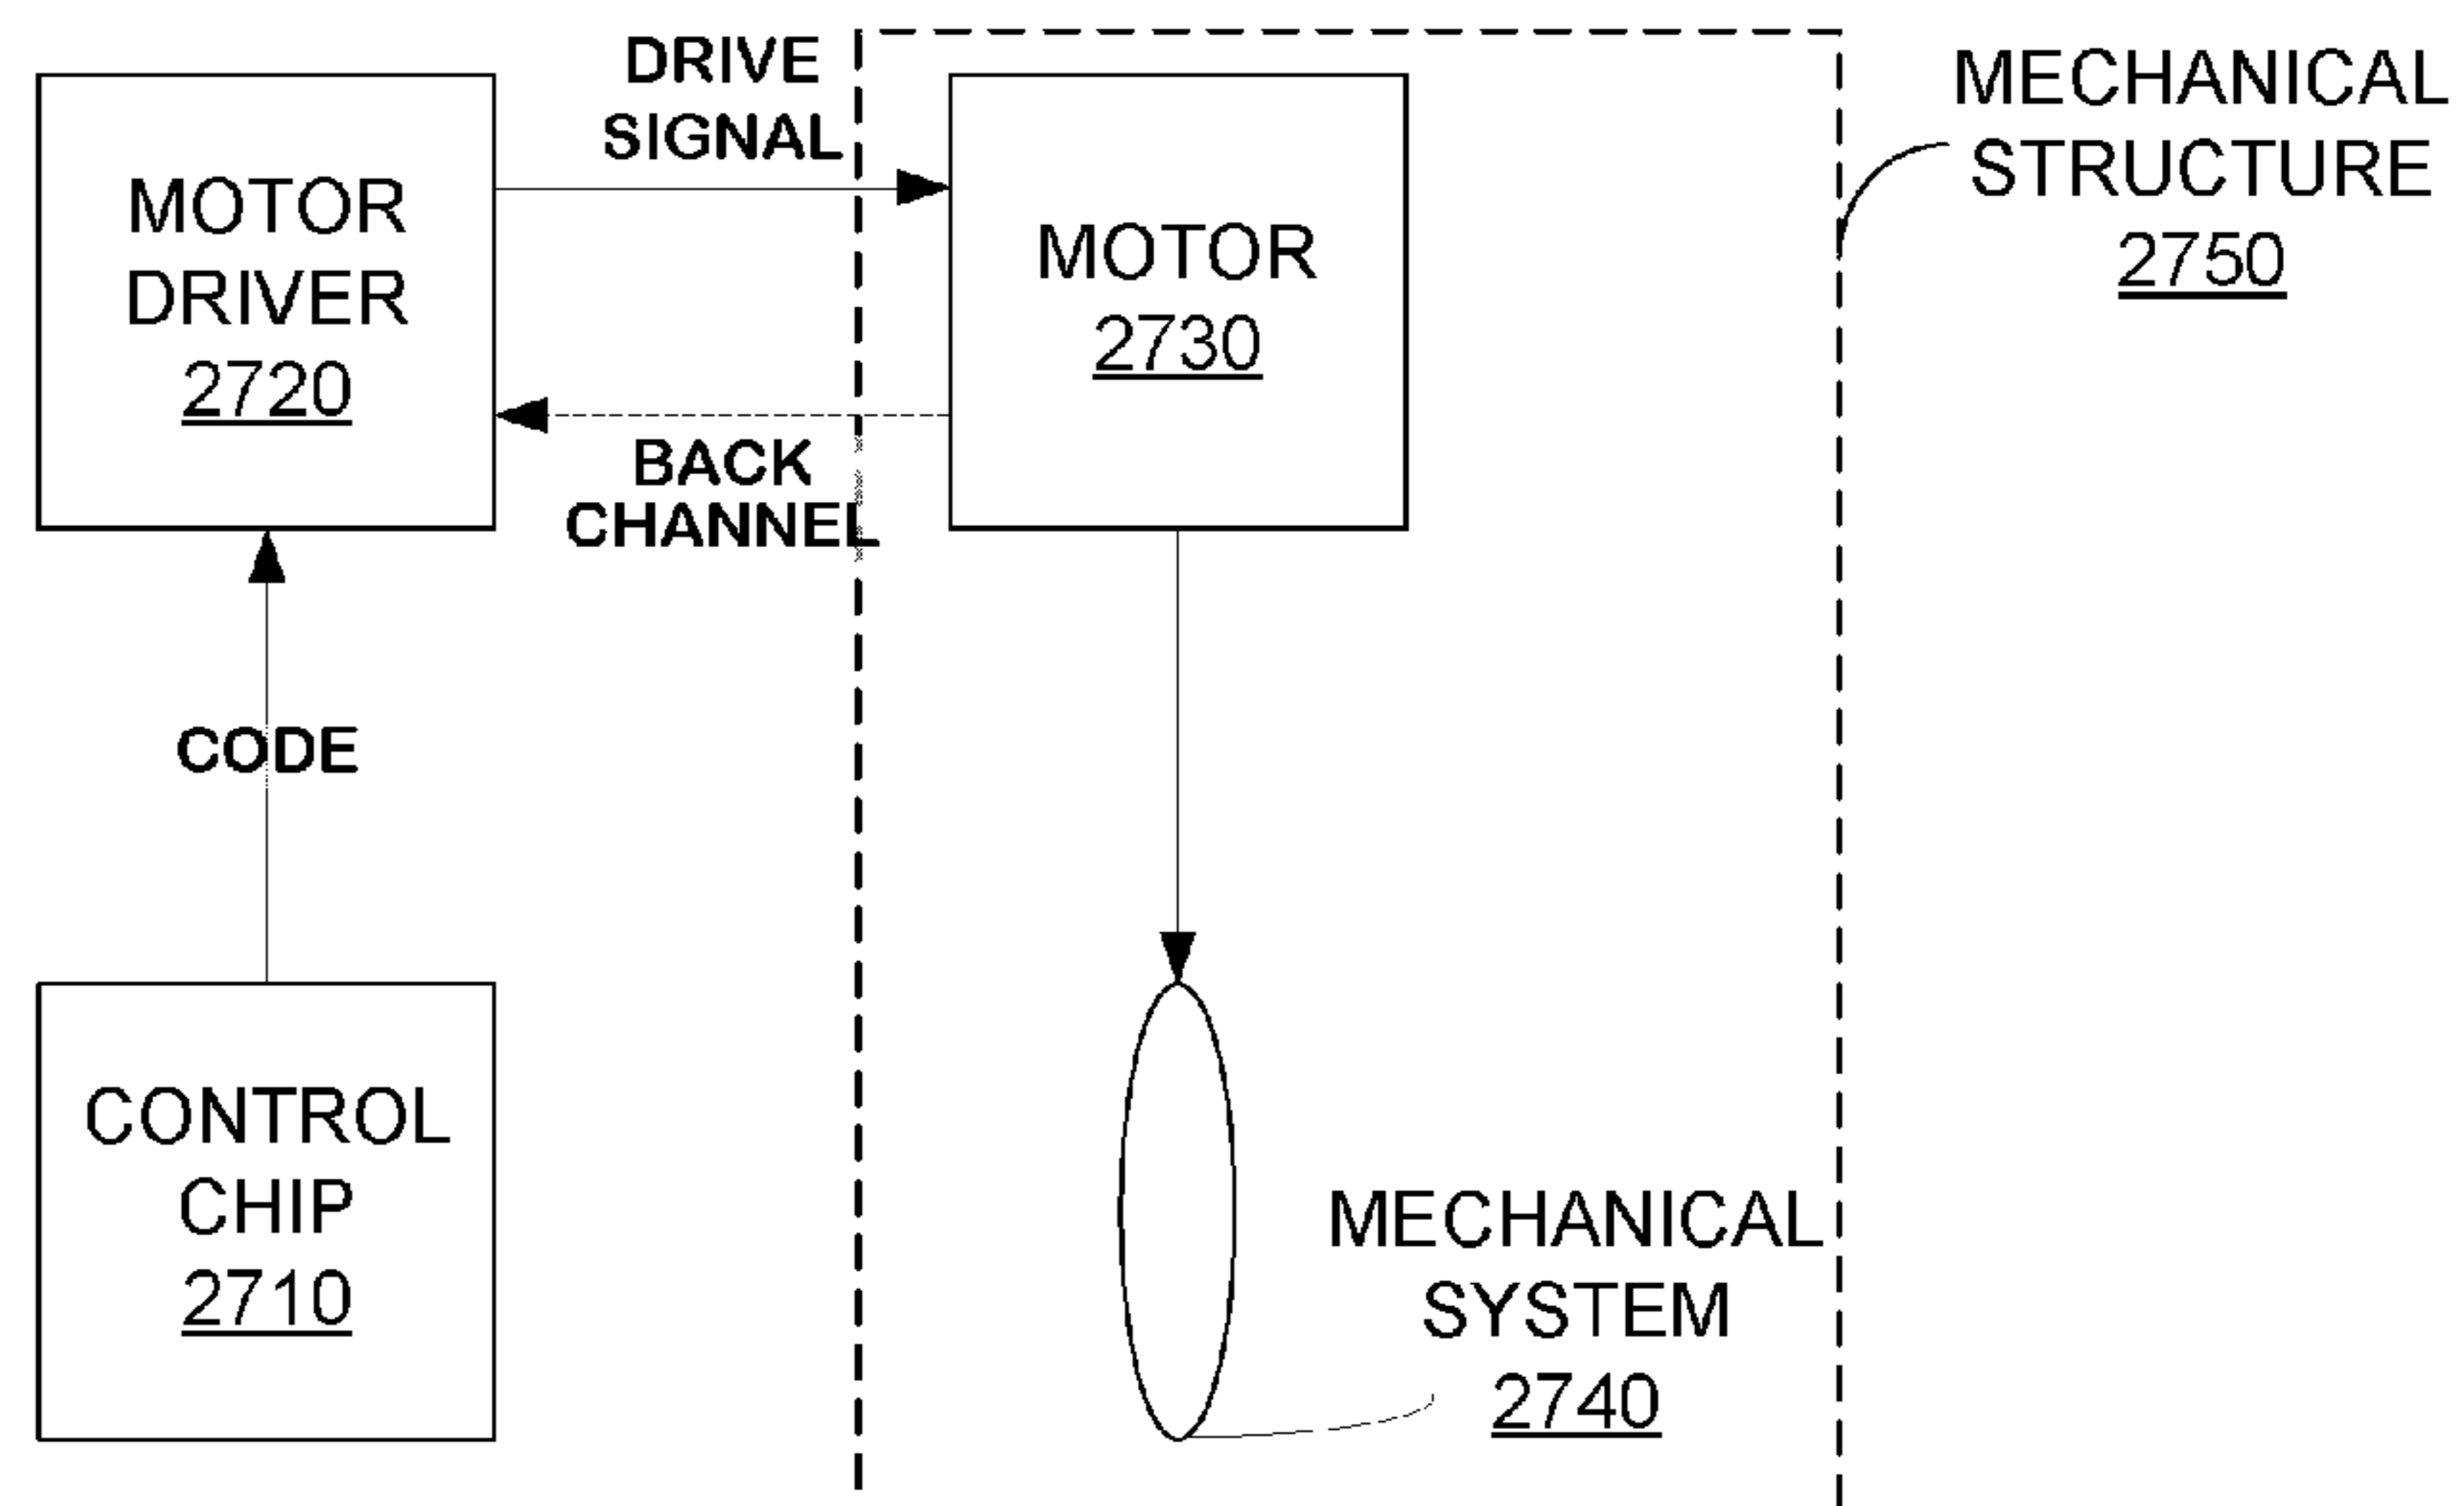 DRIVE
SIGNAL
MOTOR
DRIVER
2720
MOTOR
2730
MECHANICAL
STRUCTURE
2750
BACK
CHANNEL
CODE
CONTROL
CHIP
2710
MECHANICAL
SYSTEM
2740